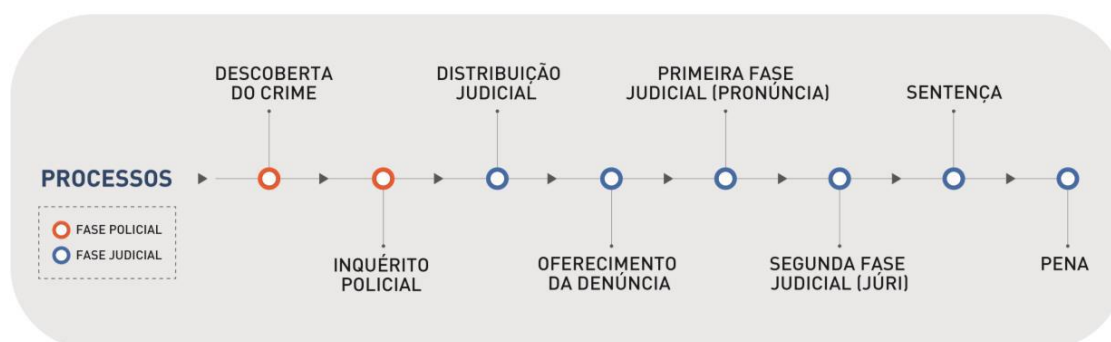 DESCOBERTA
DO CRIME
DISTRIBUIÇÃO
JUDICIAL
PRIMEIRA FASE
JUDICIAL (PRONÚNCIA)
SENTENÇA
PROCESSOS
FASE POLICIAL
FASE JUDICIAL
INQUÉRITO
POLICIAL
OFERECIMENTO
DA DENÚNCIA
SEGUNDA FASE
JUDICIAL (JÚRI)
PENA